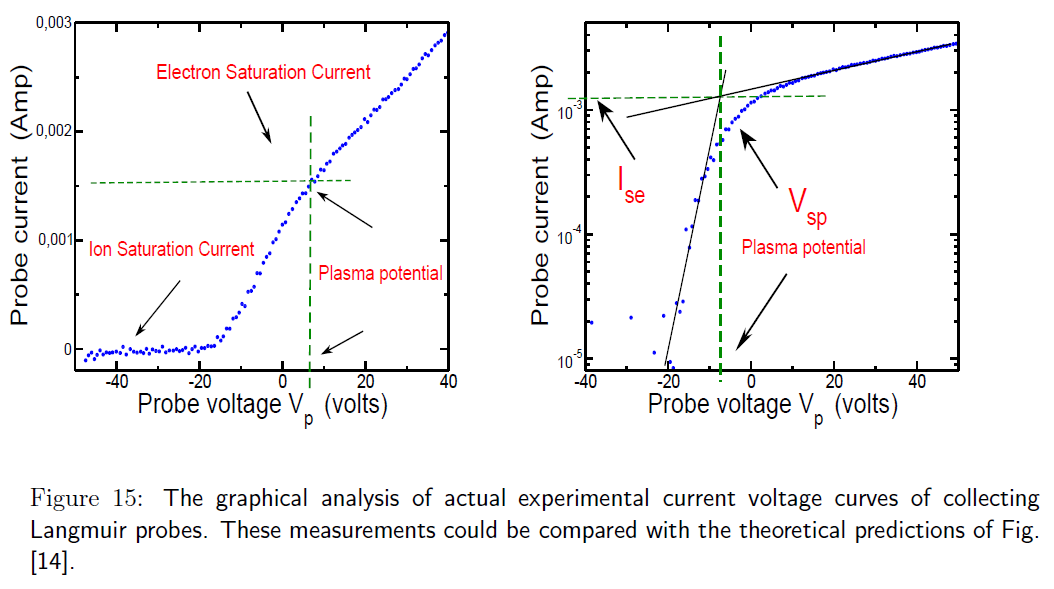 0,003
0,002
0,001
0
Probe current (Amp)
Electron Saturation Current
Ion Saturation Current
Plasma potential
-40 -20 0 20 40
Probe voltage Vp (volts)
10-3
10-4
10-5
Probe current (Amp)
Ise
Vsp
Plasma potential
-40 -20 0 20 40
Probe voltage Vp (volts)
Figure 15: The graphical analysis of actual experimental current voltage curves of collecting
Langmuir probes. These measurements could be compared with the theoretical predictions of Fig.
[14].